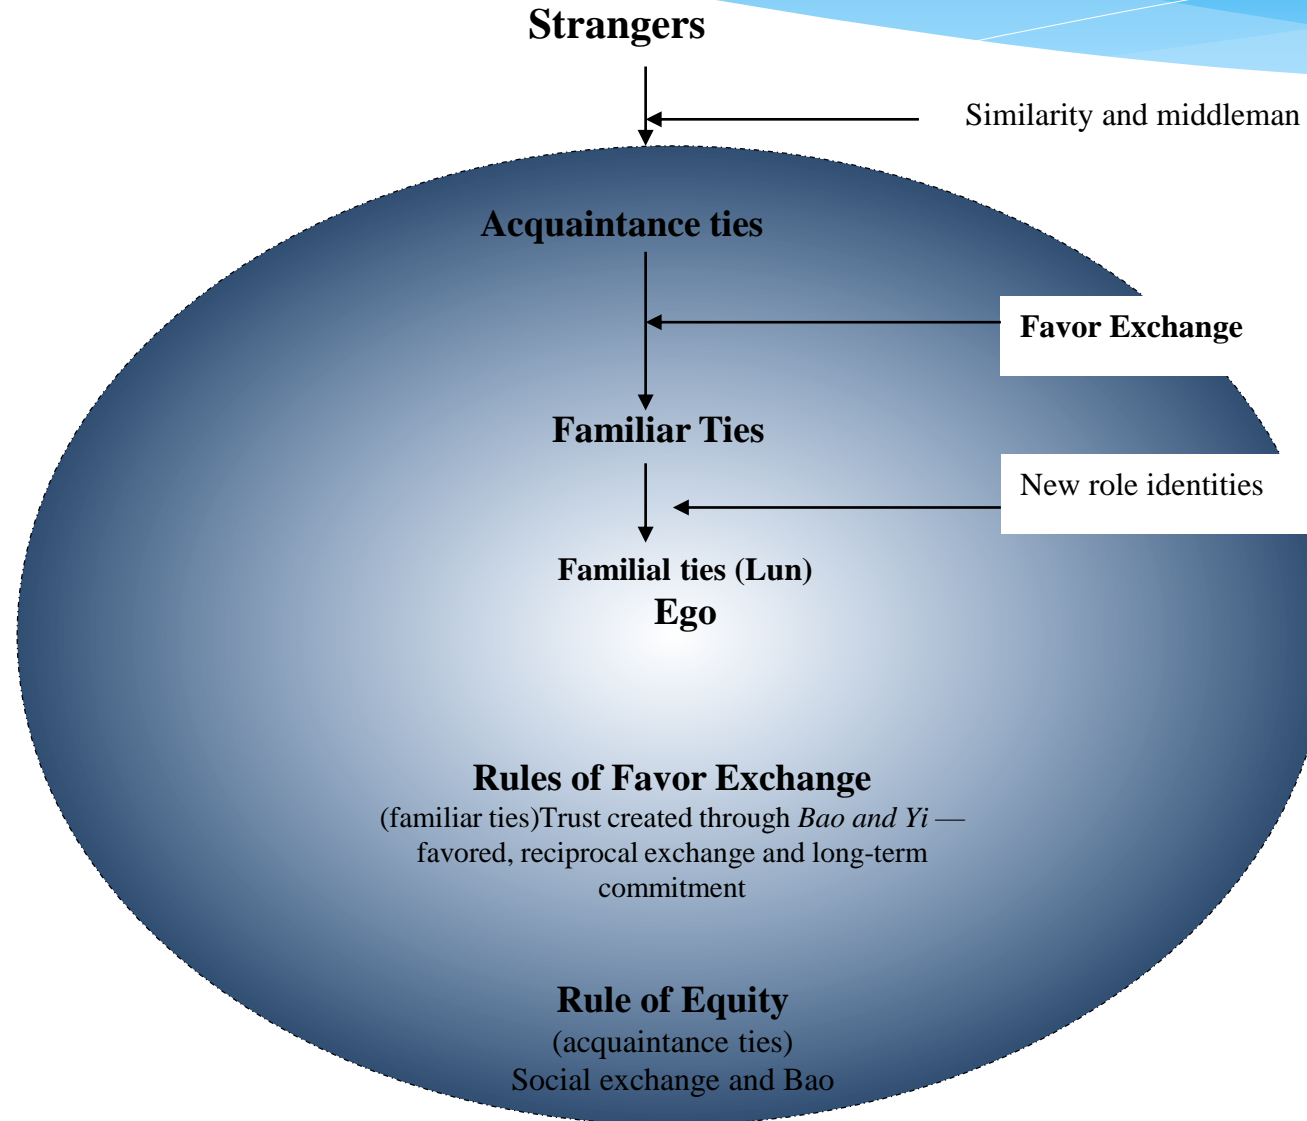 Strangers
Similarity and middleman
Acquaintance ties
Favor Exchange
Familiar Ties
New role identities
Familial ties (Lun)
Ego
Rules of Favor Exchange
(familiar ties)Trust created through Bao and Yi —
favored, reciprocal exchange and long-term
commitment
Rule of Equity
(acquaintance ties)
Social exchange and Bao